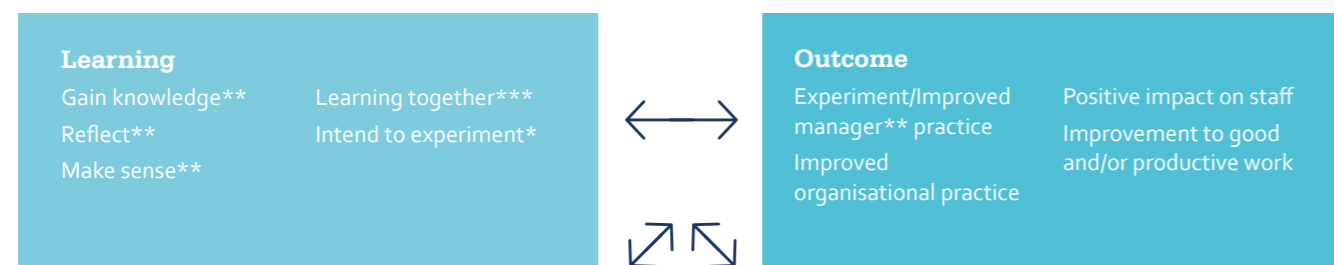 Learning
Gain knowledge**
Reflect**
Make sense**
Learning together***
Intend to experiment*
Outcome
Experiment/Improved
manager** practice
Improved
organisational practice
Positive impact on staff
Improvement to good
and/or productive work